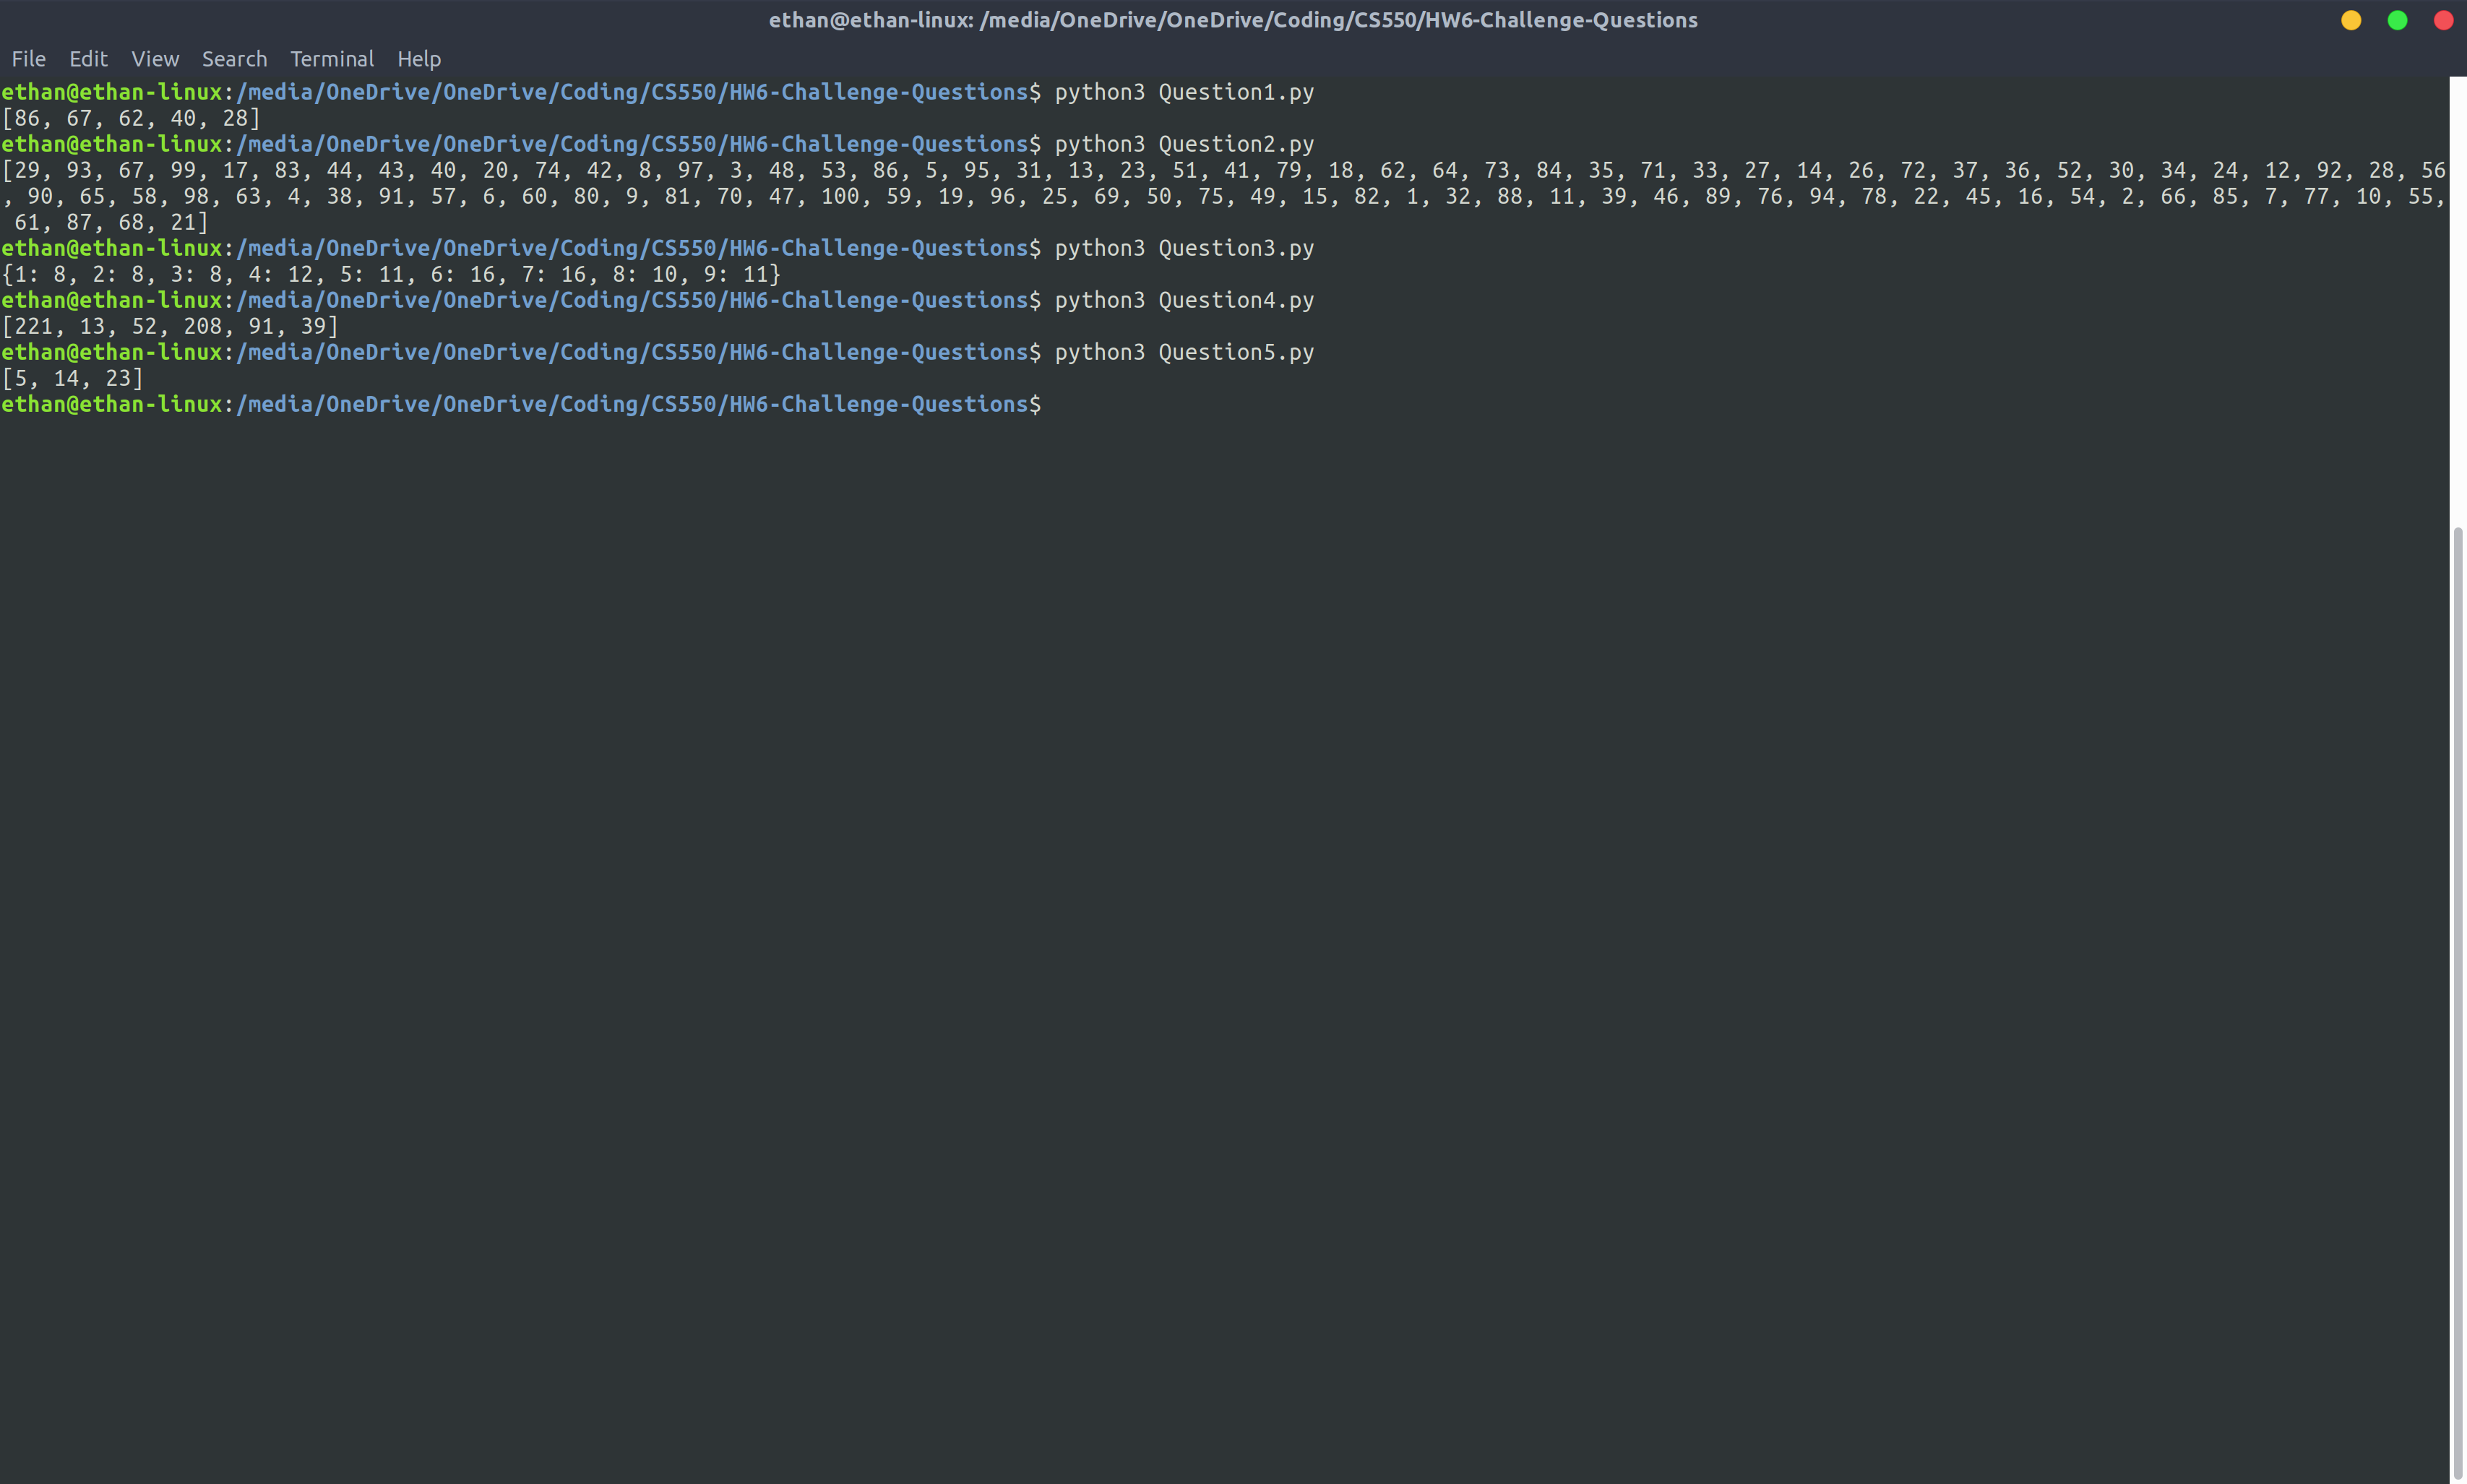 ethan@ethan-linux: /media/OneDrive/OneDrive/Coding/CS550/HW6-Challenge-Questions
File Edit View Search Terminal Help
ethan@ethan-linux:/media/OneDrive/OneDrive/Coding/CS550/HW6-Challenge-Questions$ python3 Question1.py
[86, 67, 62, 40, 28]
ethan@ethan-linux:/media/OneDrive/OneDrive/Coding/CS550/HW6-Challenge-Questions$ python3 Question2.py
[29, 93, 67, 99, 17, 83, 44, 43, 40, 20, 74, 42, 8, 97, 3, 48, 53, 86, 5, 95, 31, 13, 23, 51, 41, 79, 18, 62, 64, 73, 84, 35, 71, 33, 27, 14, 26, 72, 37, 36, 52, 30, 34, 24, 12, 92, 28, 56
, 90, 65, 58, 98, 63, 4, 38, 91, 57, 6, 60, 80, 9, 81, 70, 47, 100, 59, 19, 96, 25, 69, 50, 75, 49, 15, 82, 1, 32, 88, 11, 39, 46, 89, 76, 94, 78, 22, 45, 16, 54, 2, 66, 85, 7, 77, 10, 55,
 61, 87, 68, 21]
ethan@ethan-linux:/media/OneDrive/OneDrive/Coding/CS550/HW6-Challenge-Questions$ python3 Question3.py
{1: 8, 2: 8, 3: 8, 4: 12, 5: 11, 6: 16, 7: 16, 8: 10, 9: 11}
ethan@ethan-linux:/media/OneDrive/OneDrive/Coding/CS550/HW6-Challenge-Questions$ python3 Question4.py
[221, 13, 52, 208, 91, 39]
ethan@ethan-linux:/media/OneDrive/OneDrive/Coding/CS550/HW6-Challenge-Questions$ python3 Question5.py
[5, 14, 23]
ethan@ethan-linux:/media/OneDrive/OneDrive/Coding/CS550/HW6-Challenge-Questions$